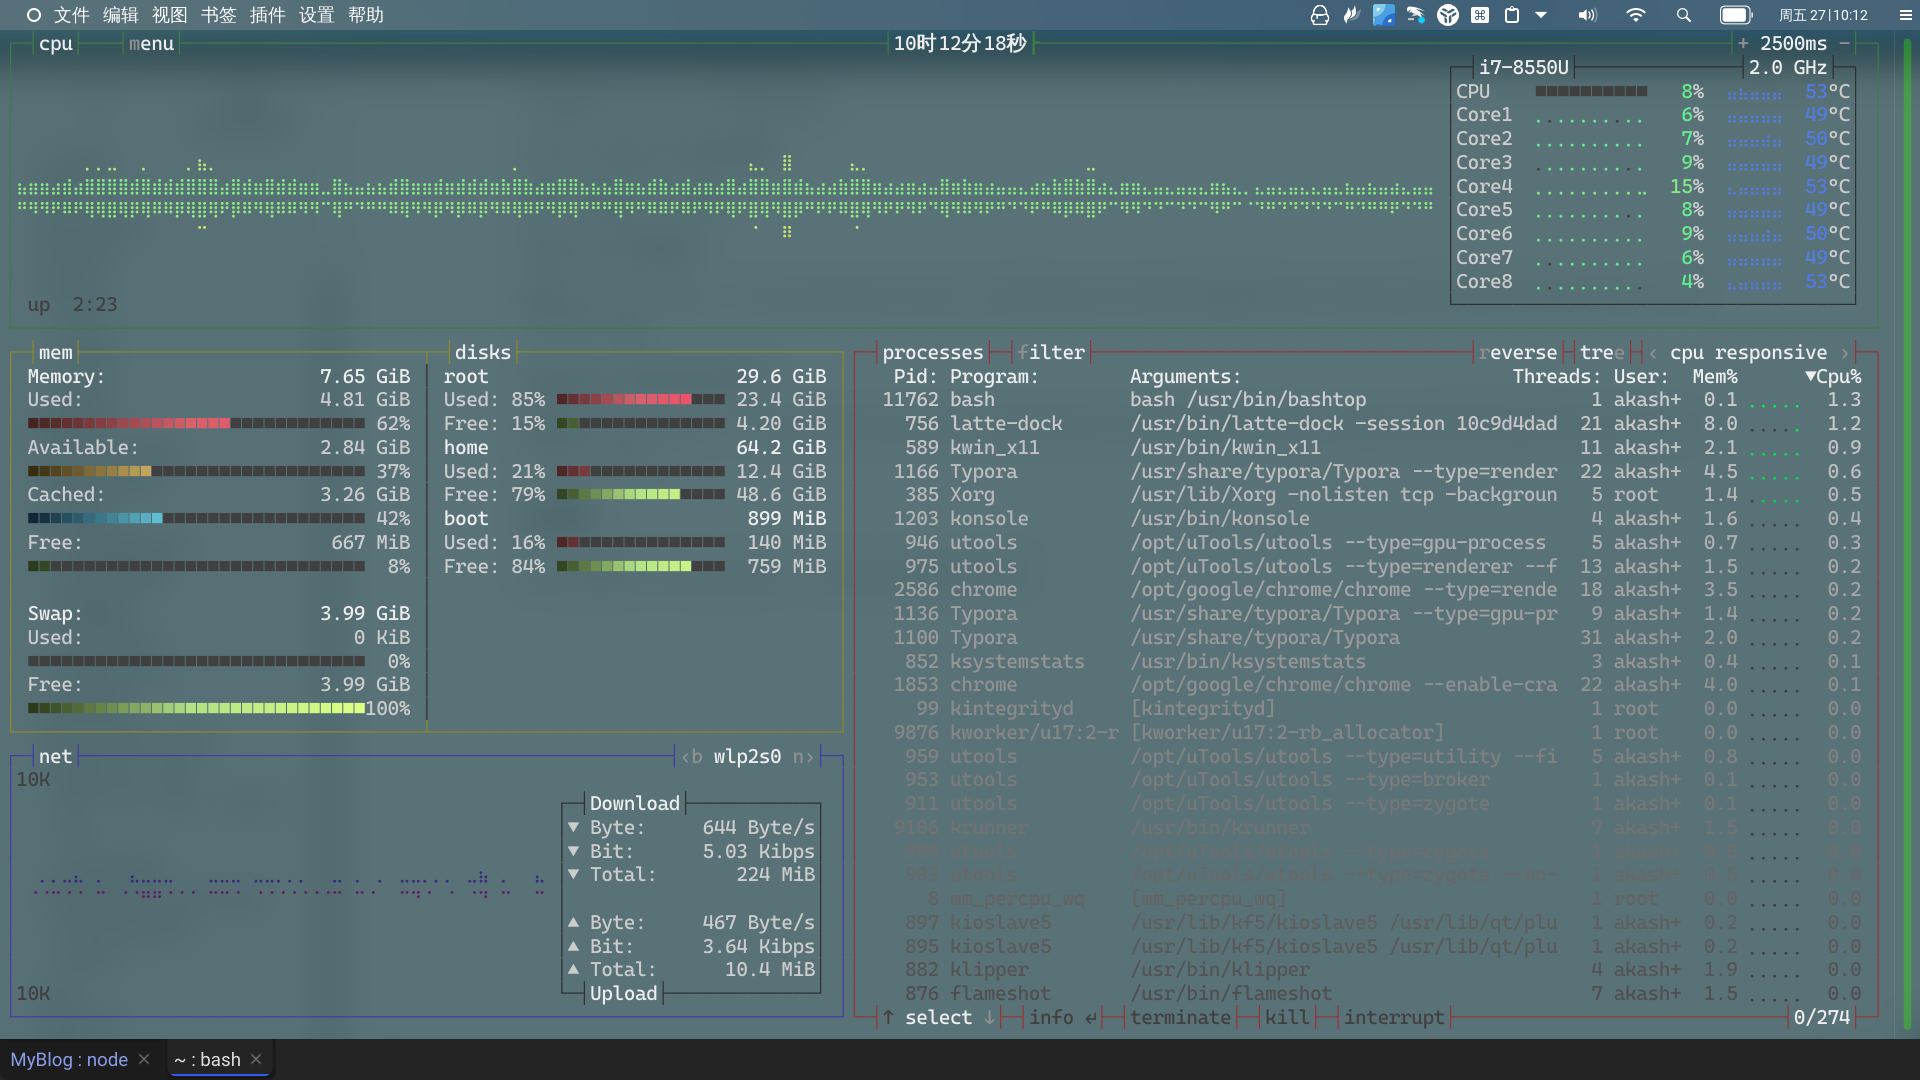 文件 编辑 视图 书签 插件 设置 帮助 周五 27|10:12
cpu menu 10时12分18秒 + 2500ms −
i7-8550U 2.0 GHz
CPU 8% 53°C
Core1 6% 49°C
Core2 7% 50°C
Core3 9% 49°C
Core4 15% 53°C
Core5 8% 49°C
Core6 9% 50°C
Core7 6% 49°C
Core8 4% 53°C
up 2:23
mem
Memory: 7.65 GiB
Used: 4.81 GiB
62%
Available: 2.84 GiB
37%
Cached: 3.26 GiB
42%
Free: 667 MiB
8%
Swap: 3.99 GiB
Used: 0 KiB
0%
Free: 3.99 GiB
100%
disks
root 29.6 GiB
Used: 85% 23.4 GiB
Free: 15% 4.20 GiB
home 64.2 GiB
Used: 21% 12.4 GiB
Free: 79% 48.6 GiB
boot 899 MiB
Used: 16% 140 MiB
Free: 84% 759 MiB
net ‹b wlp2s0 n›
10K
Download
▼ Byte: 644 Byte/s
▼ Bit: 5.03 Kibps
▼ Total: 224 MiB
▲ Byte: 467 Byte/s
▲ Bit: 3.64 Kibps
▲ Total: 10.4 MiB
Upload
10K
processes filter reverse tree ‹ cpu responsive ›
Pid: Program: Arguments: Threads: User: Mem% ▼Cpu%
11762 bash bash /usr/bin/bashtop 1 akash+ 0.1 1.3
756 latte-dock /usr/bin/latte-dock -session 10c9d4dad 21 akash+ 8.0 1.2
589 kwin_x11 /usr/bin/kwin_x11 11 akash+ 2.1 0.9
1166 Typora /usr/share/typora/Typora --type=render 22 akash+ 4.5 0.6
385 Xorg /usr/lib/Xorg -nolisten tcp -backgroun 5 root 1.4 0.5
1203 konsole /usr/bin/konsole 4 akash+ 1.6 0.4
946 utools /opt/uTools/utools --type=gpu-process 5 akash+ 0.7 0.3
975 utools /opt/uTools/utools --type=renderer --f 13 akash+ 1.5 0.2
2586 chrome /opt/google/chrome/chrome --type=rende 18 akash+ 3.5 0.2
1136 Typora /usr/share/typora/Typora --type=gpu-pr 9 akash+ 1.4 0.2
1100 Typora /usr/share/typora/Typora 31 akash+ 2.0 0.2
852 ksystemstats /usr/bin/ksystemstats 3 akash+ 0.4 0.1
1853 chrome /opt/google/chrome/chrome --enable-cra 22 akash+ 4.0 0.1
99 kintegrityd [kintegrityd] 1 root 0.0 0.0
9876 kworker/u17:2-r [kworker/u17:2-rb_allocator] 1 root 0.0 0.0
959 utools /opt/uTools/utools --type=utility --fi 5 akash+ 0.8 0.0
953 utools /opt/uTools/utools --type=broker 1 akash+ 0.1 0.0
911 utools /opt/uTools/utools --type=zygote 1 akash+ 0.1 0.0
9106 krunner /usr/bin/krunner 7 akash+ 1.5 0.0
utools /opt/uTools/utools --type=zygote akash+
utools /opt/uTools/utools --type=zygote 1 akash+
8 mm_percpu_wq [mm_percpu_wq] 1 root 0.0 0.0
897 kioslave5 /usr/lib/kf5/kioslave5 /usr/lib/qt/plu 1 akash+ 0.2 0.0
895 kioslave5 /usr/lib/kf5/kioslave5 /usr/lib/qt/plu 1 akash+ 0.2 0.0
882 klipper /usr/bin/klipper 4 akash+ 1.9 0.0
876 flameshot /usr/bin/flameshot 7 akash+ 1.5 0.0
↑ select ↓ info ↵ terminate kill interrupt 0/274
MyBlog : node × ~ : bash ×